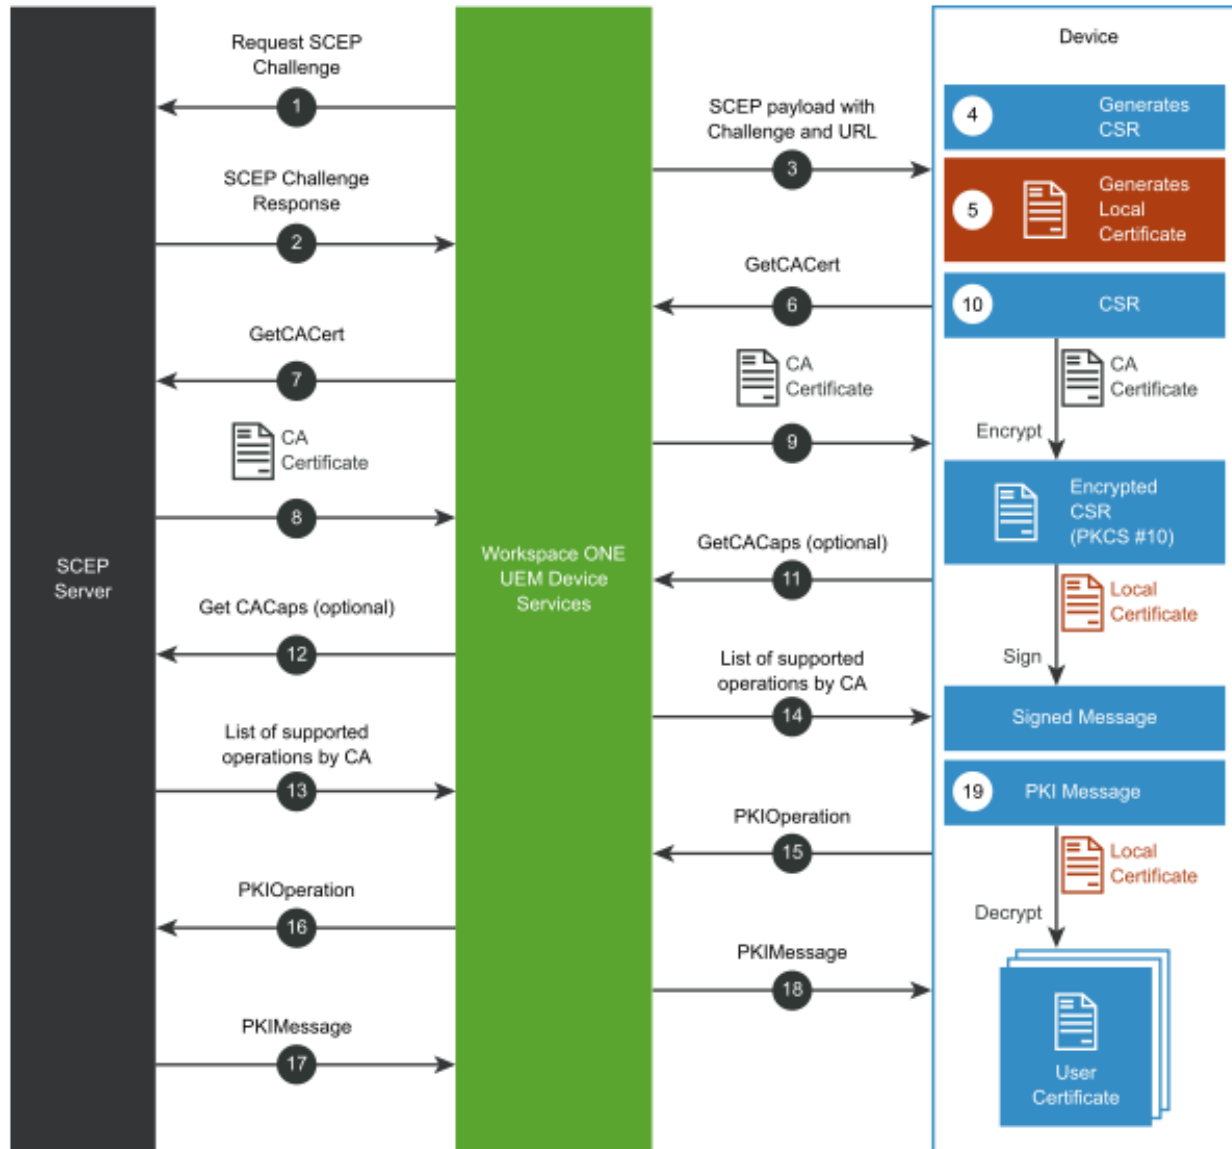 Request SCEP
Challenge
1
SCEP Challenge
Response
2
GetCACert
7
CA
Certificate
8
Get CACaps (optional)
12
List of supported
operations by CA
13
PKIOperation
16
PKIMessage
17
SCEP
Server
Workspace ONE
UEM Device
Services
SCEP payload with
Challenge and URL
3
GetCACert
6
CA
Certificate
9
GetCACaps (optional)
11
List of supported
operations by CA
14
PKIOperation
15
PKIMessage
18
Device
4
Generates
CSR
5
Generates
Local
Certificate
10
CSR
CA
Certificate
Encrypt
Encrypted
CSR
(PKCS #10)
Local
Certificate
Sign
Signed Message
19
PKI Message
Local
Certificate
Decrypt
User
Certificate